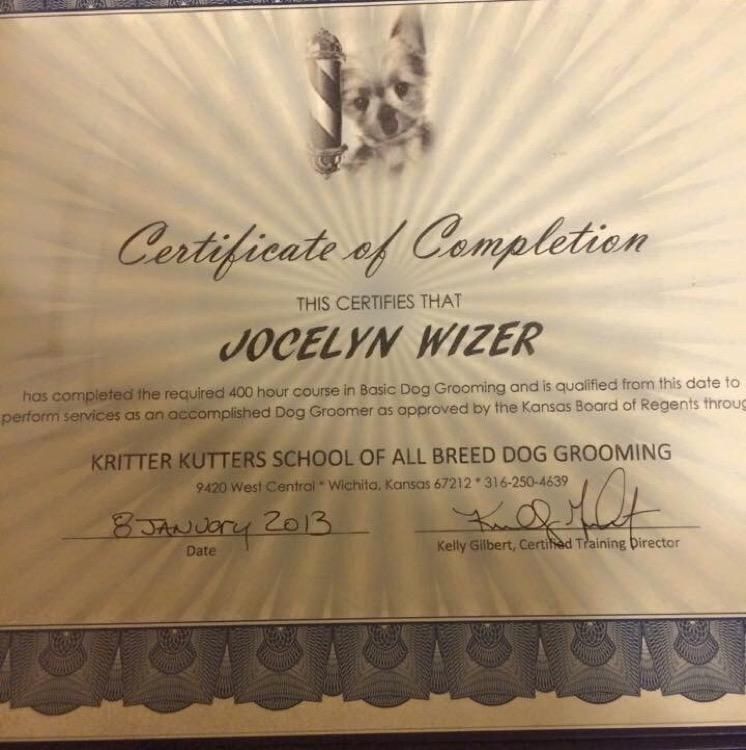 Certificate of Completion
THIS CERTIFIES THAT
JOCELYN WIZER
has completed the required 400 hour course in Basic Dog Grooming and is qualified from this date to
perform services as an accomplished Dog Groomer as approved by the Kansas Board of Regents throug
KRITTER KUTTERS SCHOOL OF ALL BREED DOG GROOMING
9420 West Central * Wichita, Kansas 67212 * 316-250-4639
8 JANUARY 2013
Date
Kelly Gilbert, Certified Training Director